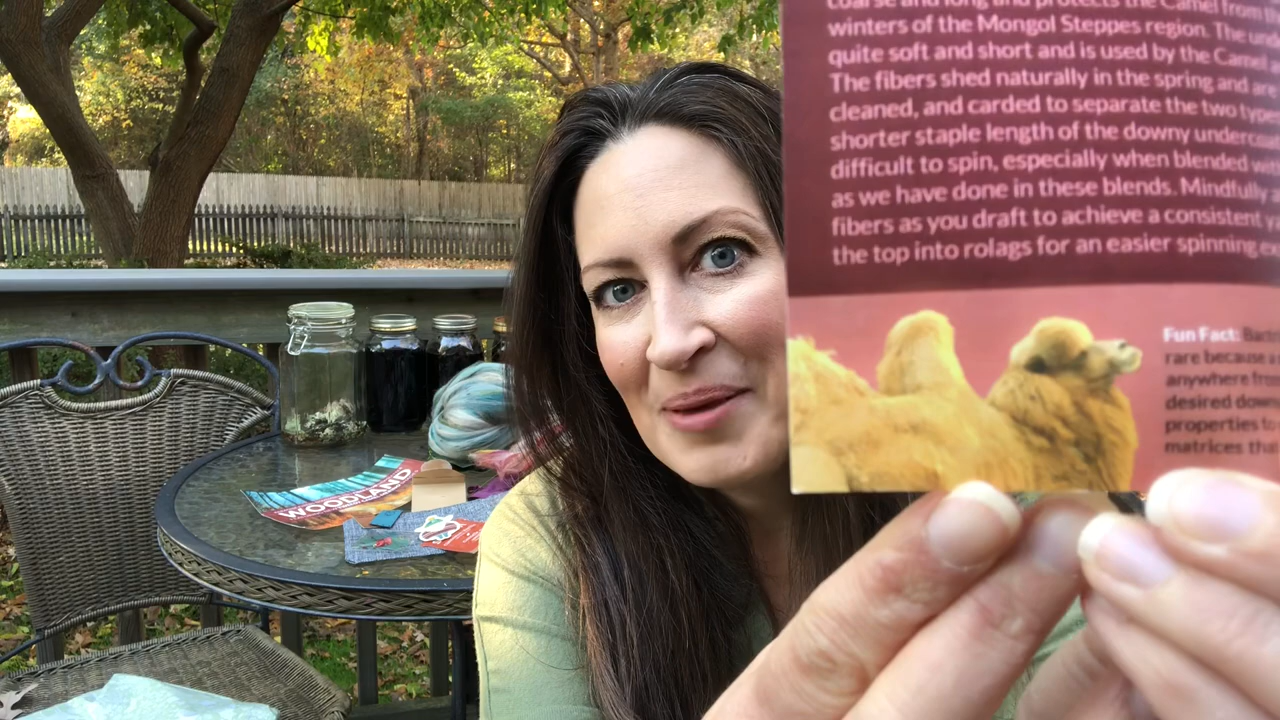 coarse and long and protects the Camel from the
winters of the Mongol Steppes region. The
quite soft and short and is used by the Camel
The fibers shed naturally in the spring and are
cleaned, and carded to separate the two types
shorter staple length of the downy undercoat
difficult to spin, especially when blended with
as we have done in these blends. Mindfully
fibers as you draft to achieve a consistent
the top into rolags for an easier spinning
Fun Fact:
rare because
anywhere from
desired
properties to
matrices that
WOODLAND